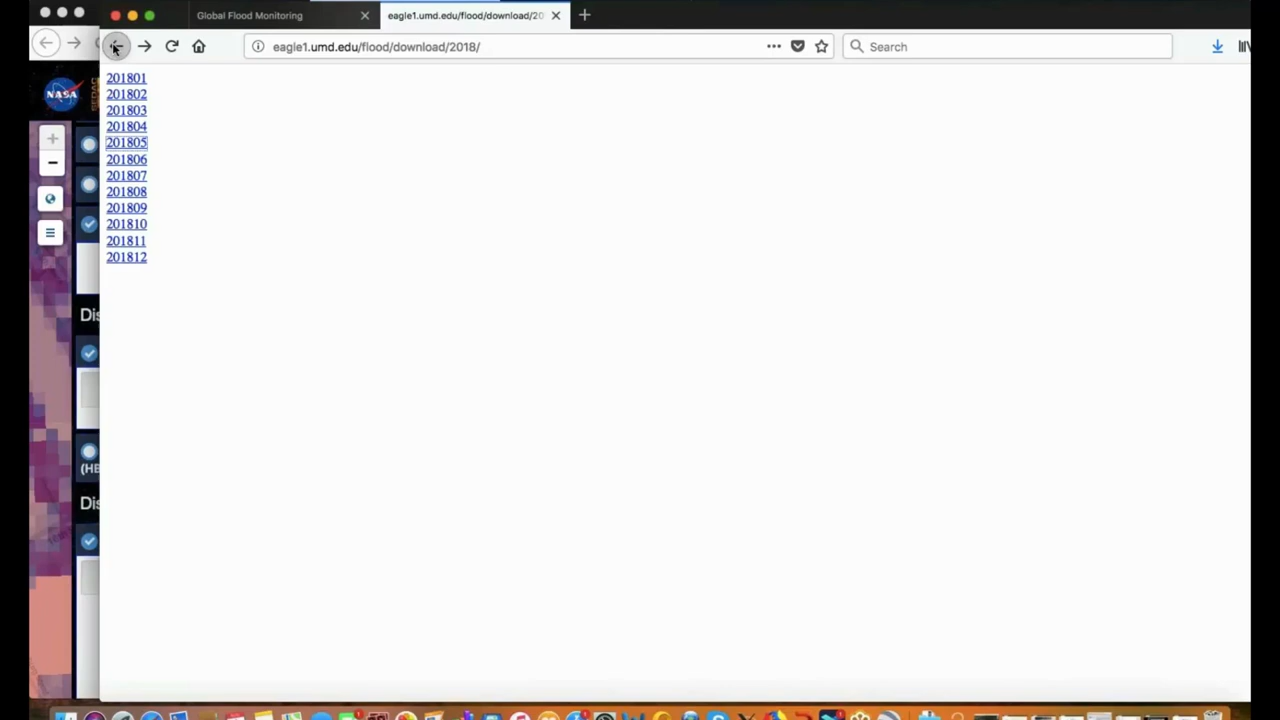 Global Flood Monitoring
eagle1.umd.edu/flood/download/20
eagle1.umd.edu/flood/download/2018/
Search
NASA
201801
201802
201803
201804
201805
201806
201807
201808
201809
201810
201811
201812
Dis
(HB
Dis